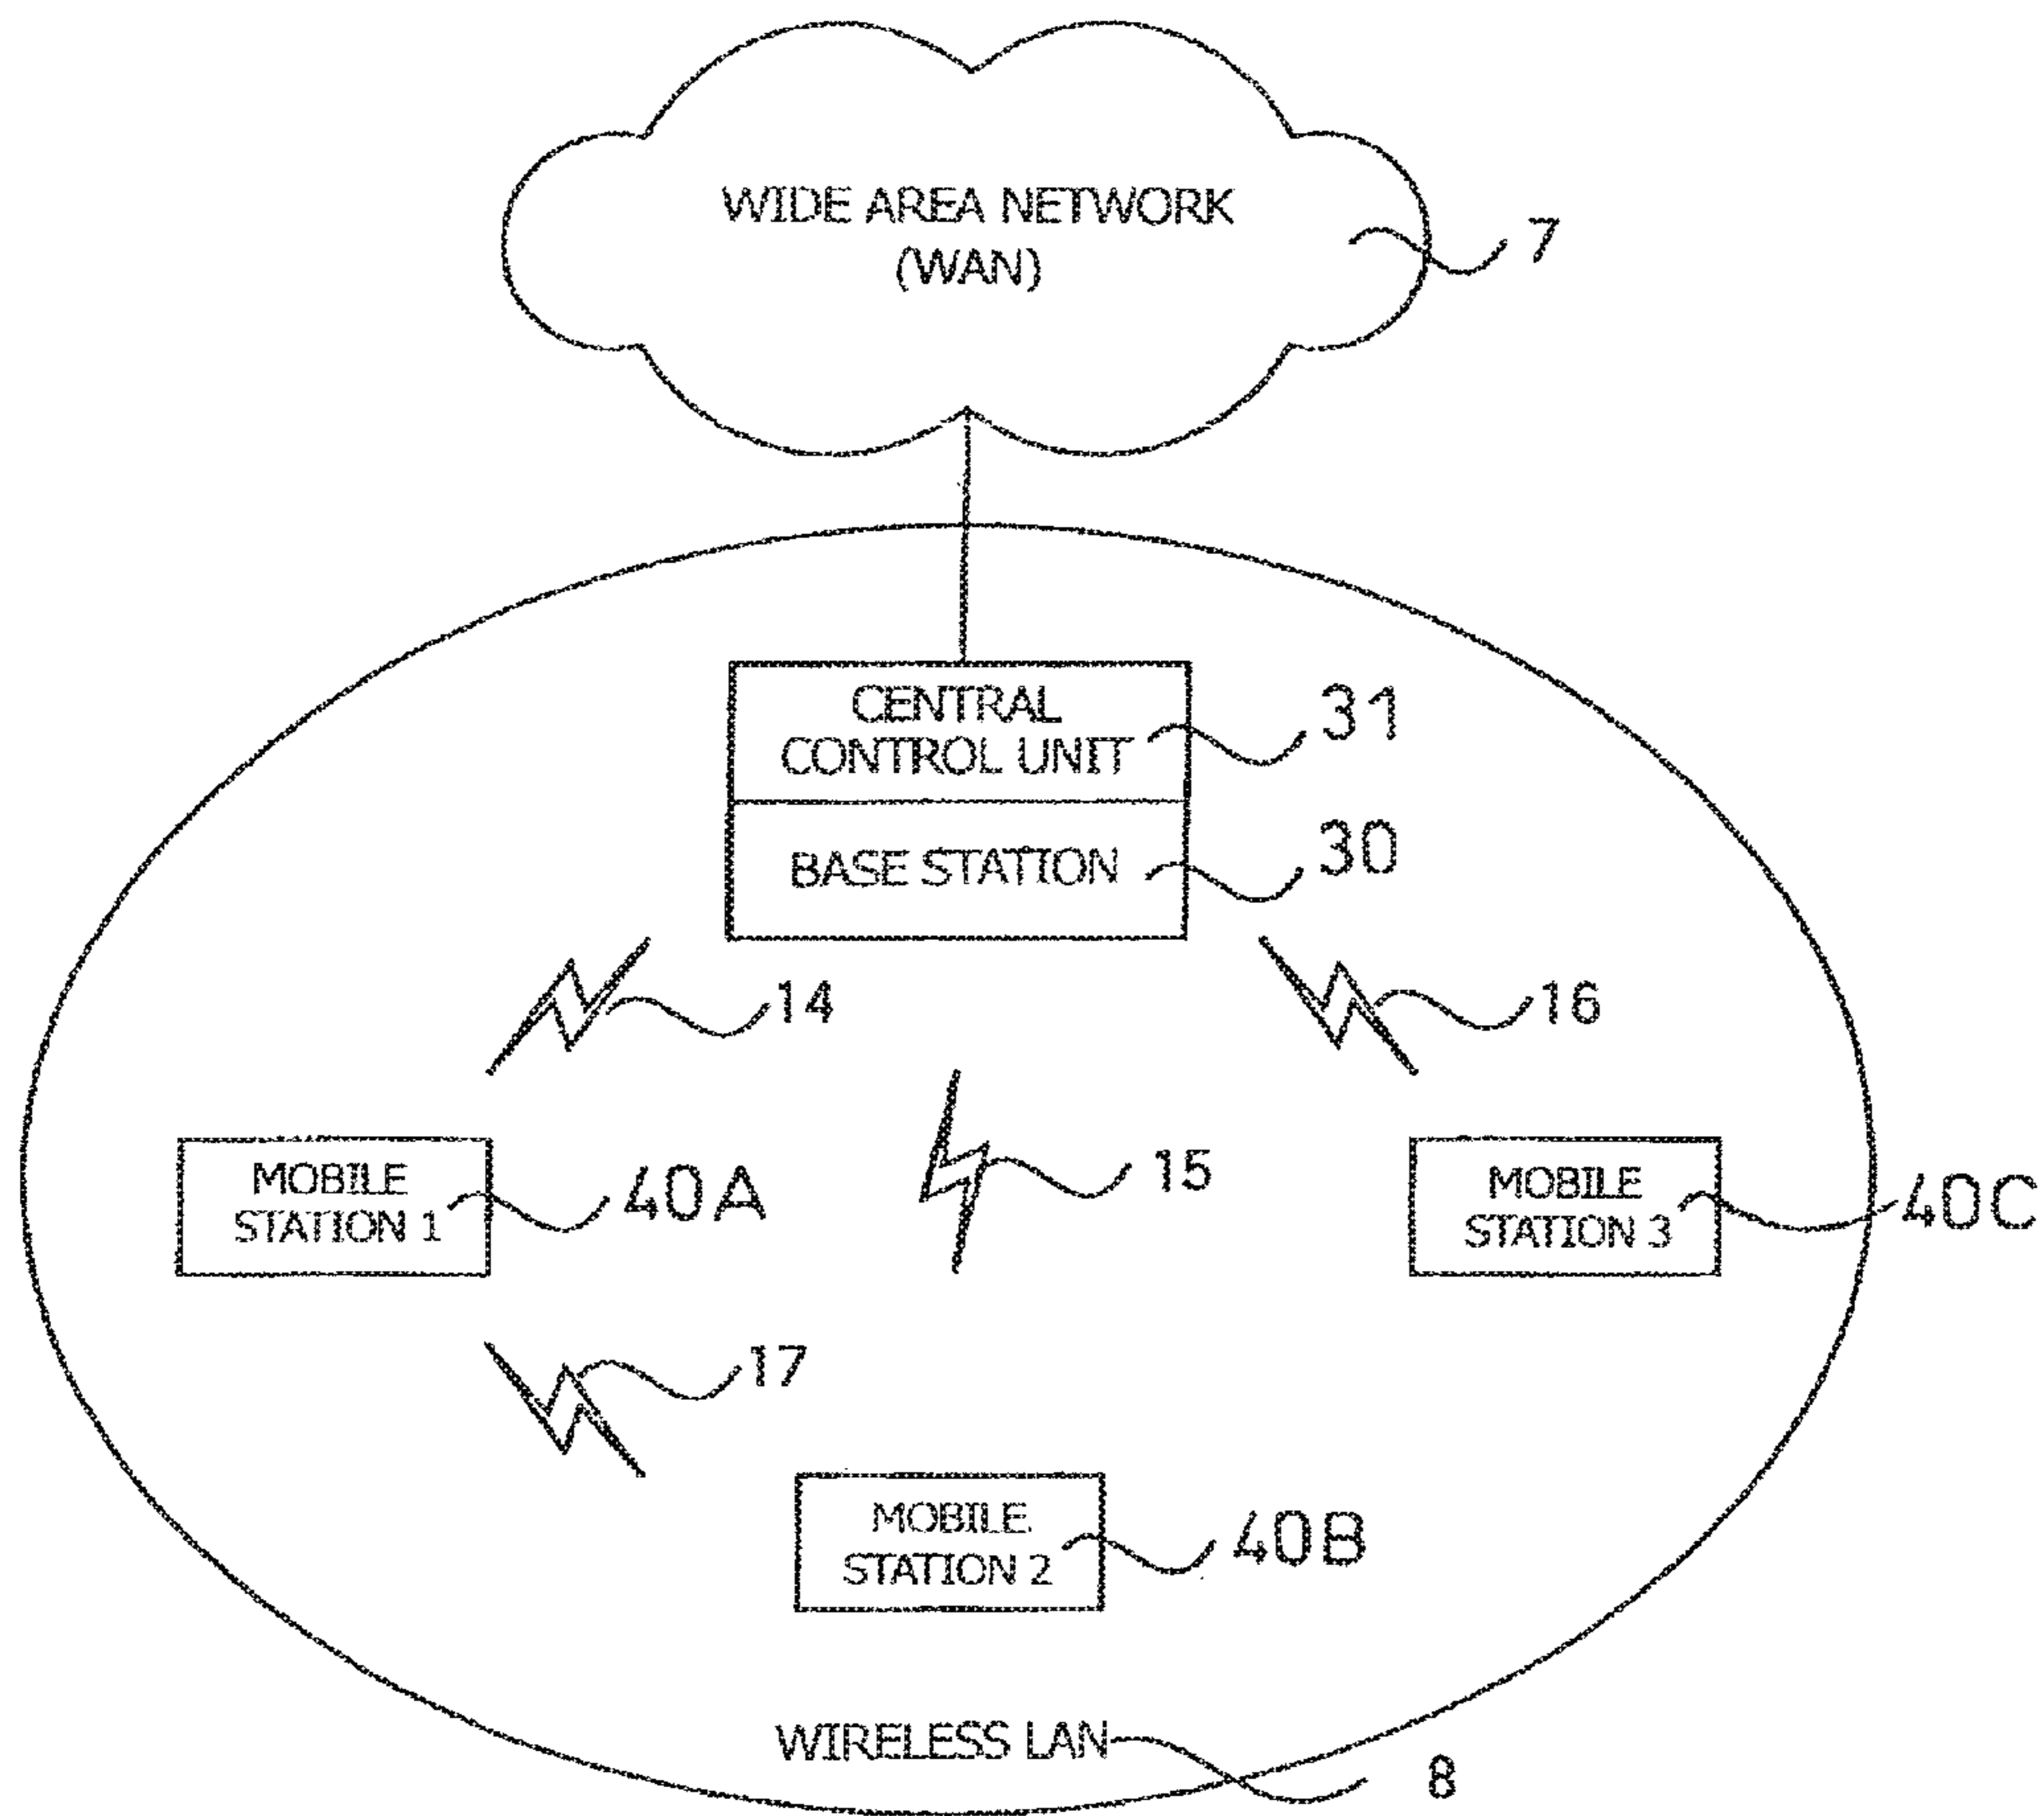 WIDE AREA NETWORK
(WAN)
7
CENTRAL
CONTROL UNIT
31
BASE STATION
30
14
16
MOBILE
STATION 1
40A
15
MOBILE
STATION 3
40C
17
MOBILE
STATION 2
40B
WIRELESS LAN
8